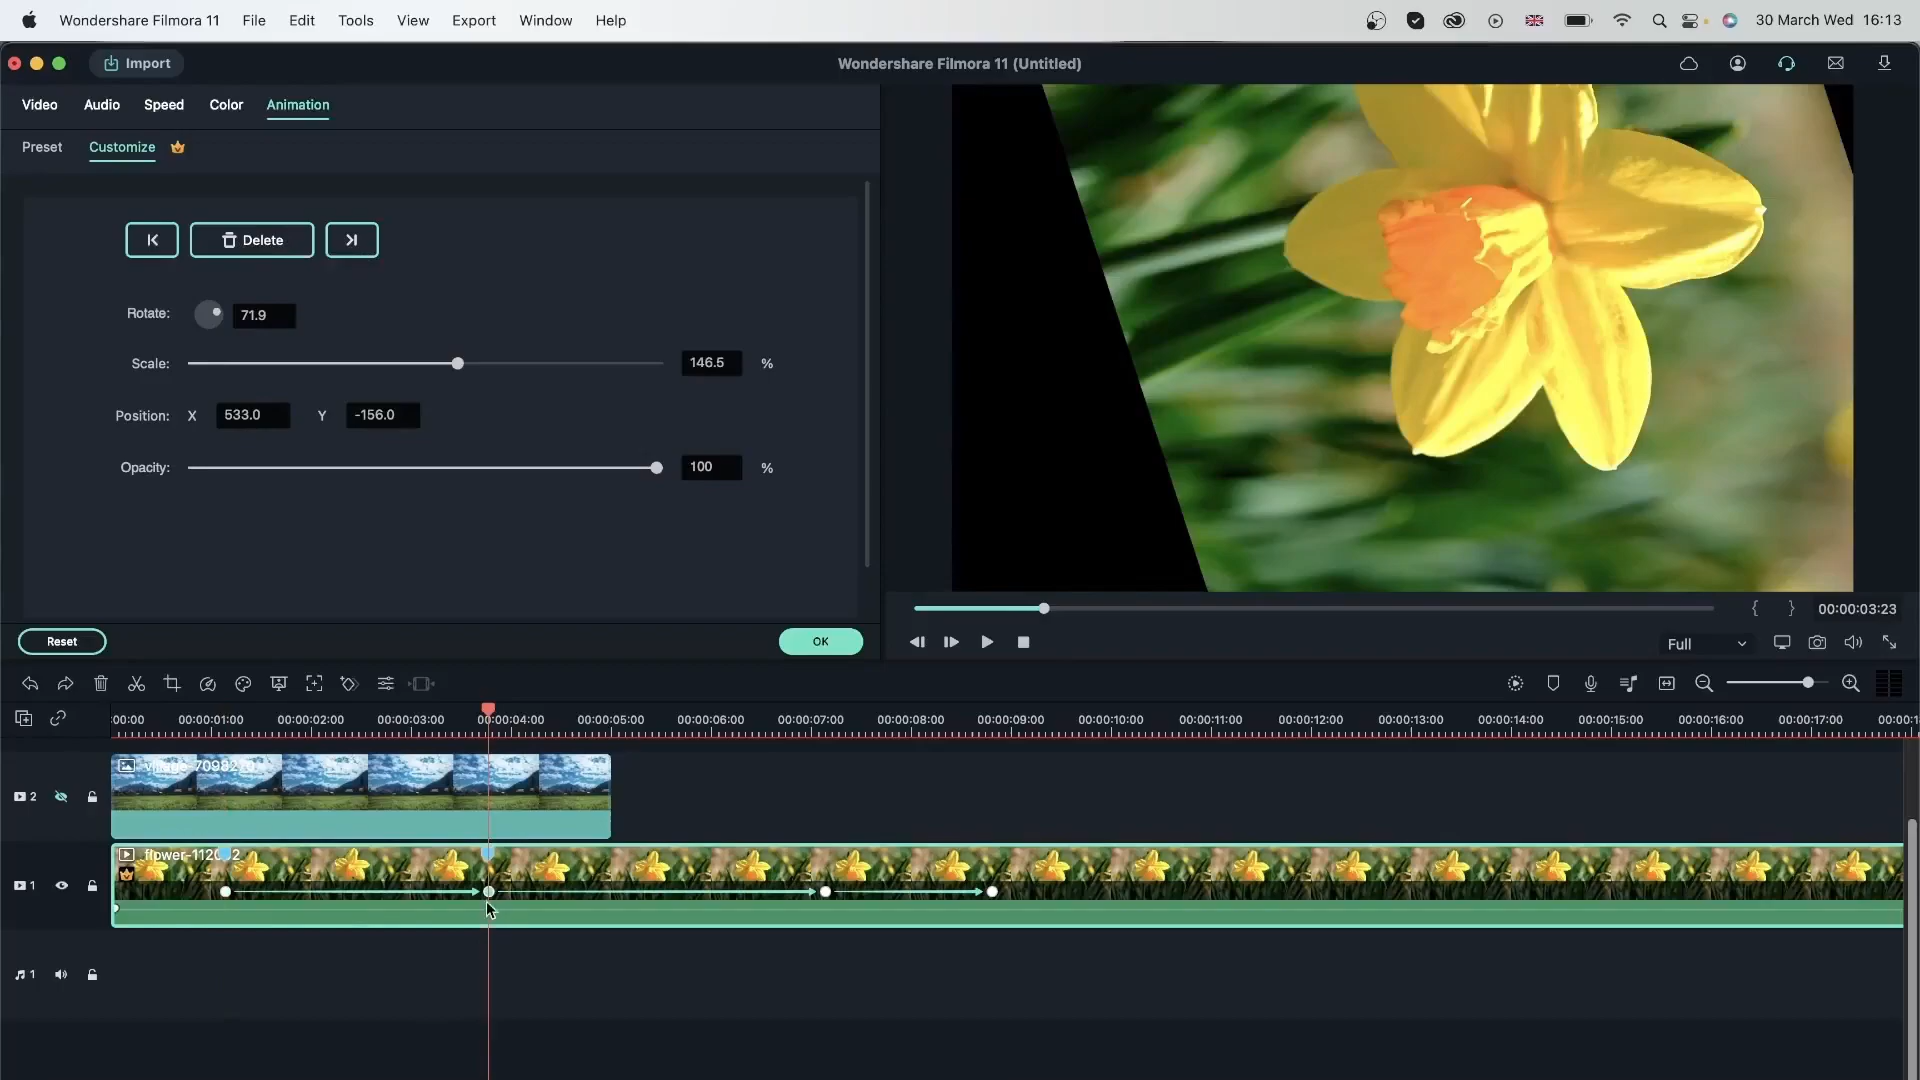 Wondershare Filmora 11 File Edit Tools View Export Window Help 30 March Wed 16:13
Import Wondershare Filmora 11 (Untitled)
Video Audio Speed Color Animation
Preset Customize
Delete
Rotate: 71.9
Scale: 146.5 %
Position: X 533.0 Y -156.0
Opacity: 100 %
{ } 00:00:03:23
Reset OK Full
:00:00 00:00:01:00 00:00:02:00 00:00:03:00 00:00:04:00 00:00:05:00 00:00:06:00 00:00:07:00 00:00:08:00 00:00:09:00 00:00:10:00 00:00:11:00 00:00:12:00 00:00:13:00 00:00:14:00 00:00:15:00 00:00:16:00 00:00:17:00 00:00:1
2
1
1